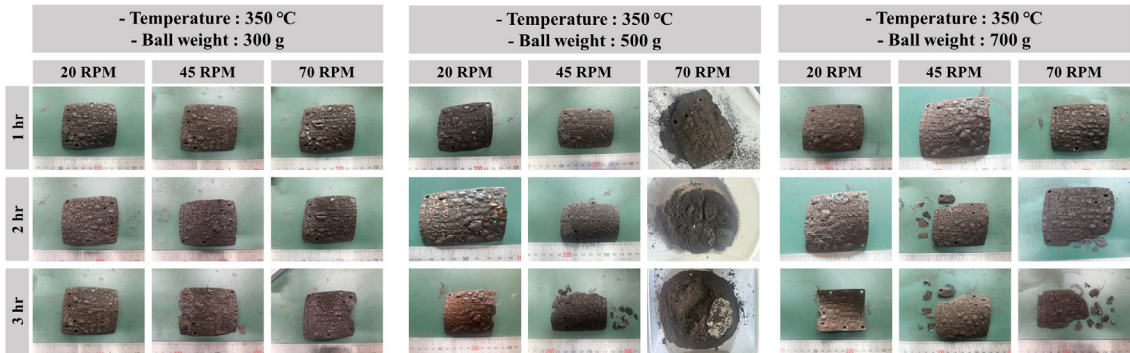 - Temperature : 350 ℃
- Ball weight : 300 g
- Temperature : 350 ℃
- Ball weight : 500 g
- Temperature : 350 ℃
- Ball weight : 700 g
20 RPM 45 RPM 70 RPM
20 RPM 45 RPM 70 RPM
20 RPM 45 RPM 70 RPM
1 hr
2 hr
3 hr